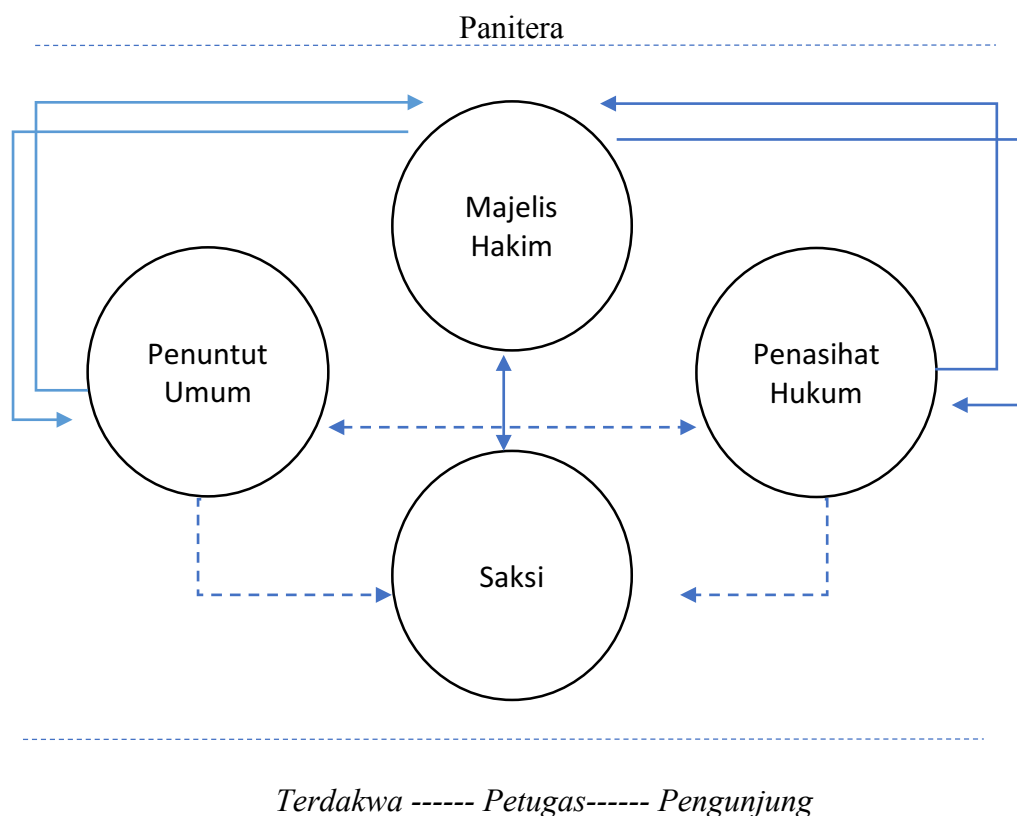 Panitera
Majelis
Hakim
Penuntut
Umum
Penasihat
Hukum
Saksi
Terdakwa ------ Petugas------ Pengunjung